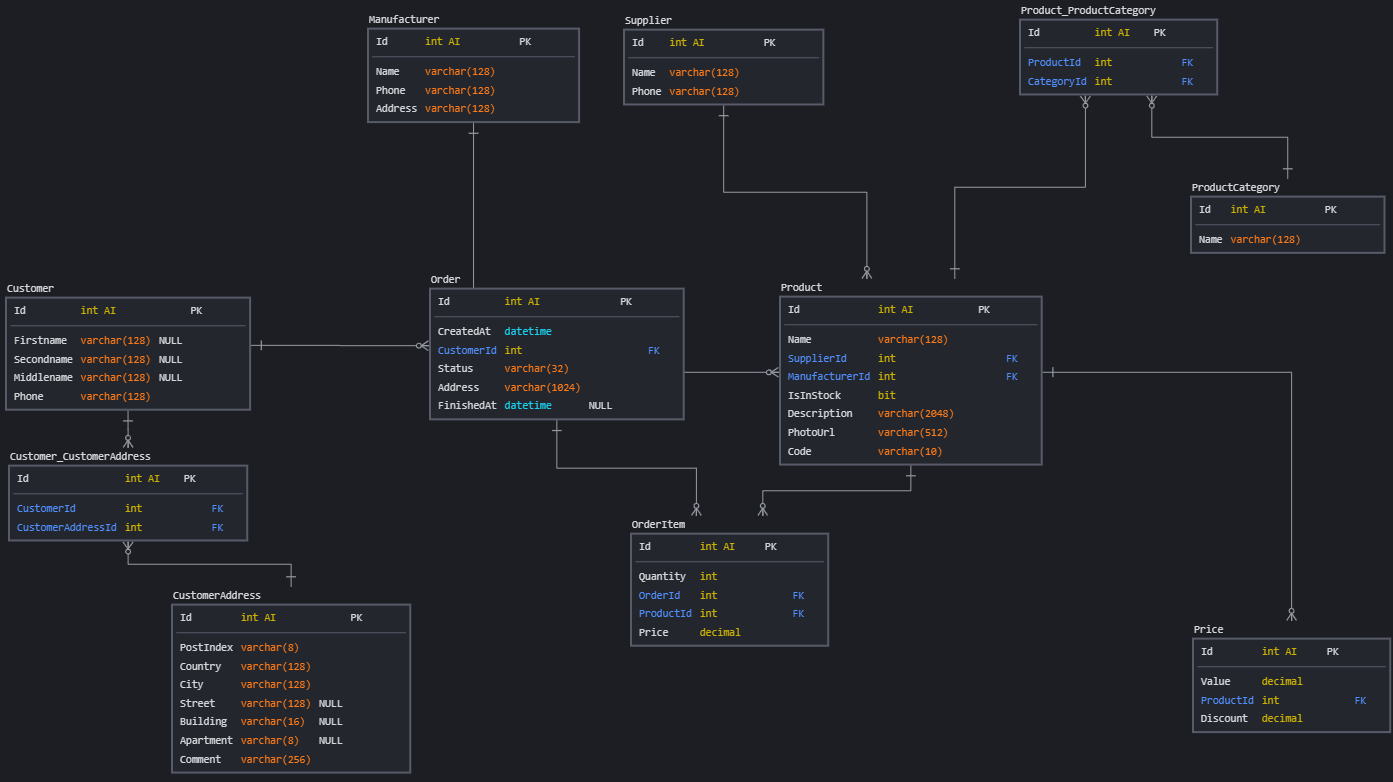 Manufacturer
Id int AI PK
Name varchar(128)
Phone varchar(128)
Address varchar(128)
Supplier
Id int AI PK
Name varchar(128)
Phone varchar(128)
Product_ProductCategory
Id int AI PK
ProductId int FK
CategoryId int FK
ProductCategory
Id int AI PK
Name varchar(128)
Customer
Id int AI PK
Firstname varchar(128) NULL
Secondname varchar(128) NULL
Middlename varchar(128) NULL
Phone varchar(128)
Order
Id int AI PK
CreatedAt datetime
CustomerId int FK
Status varchar(32)
Address varchar(1024)
FinishedAt datetime NULL
Product
Id int AI PK
Name varchar(128)
SupplierId int FK
ManufacturerId int FK
IsInStock bit
Description varchar(2048)
PhotoUrl varchar(512)
Code varchar(10)
Customer_CustomerAddress
Id int AI PK
CustomerId int FK
CustomerAddressId int FK
OrderItem
Id int AI PK
Quantity int
OrderId int FK
ProductId int FK
Price decimal
CustomerAddress
Id int AI PK
PostIndex varchar(8)
Country varchar(128)
City varchar(128)
Street varchar(128) NULL
Building varchar(16) NULL
Apartment varchar(8) NULL
Comment varchar(256)
Price
Id int AI PK
Value decimal
ProductId int FK
Discount decimal